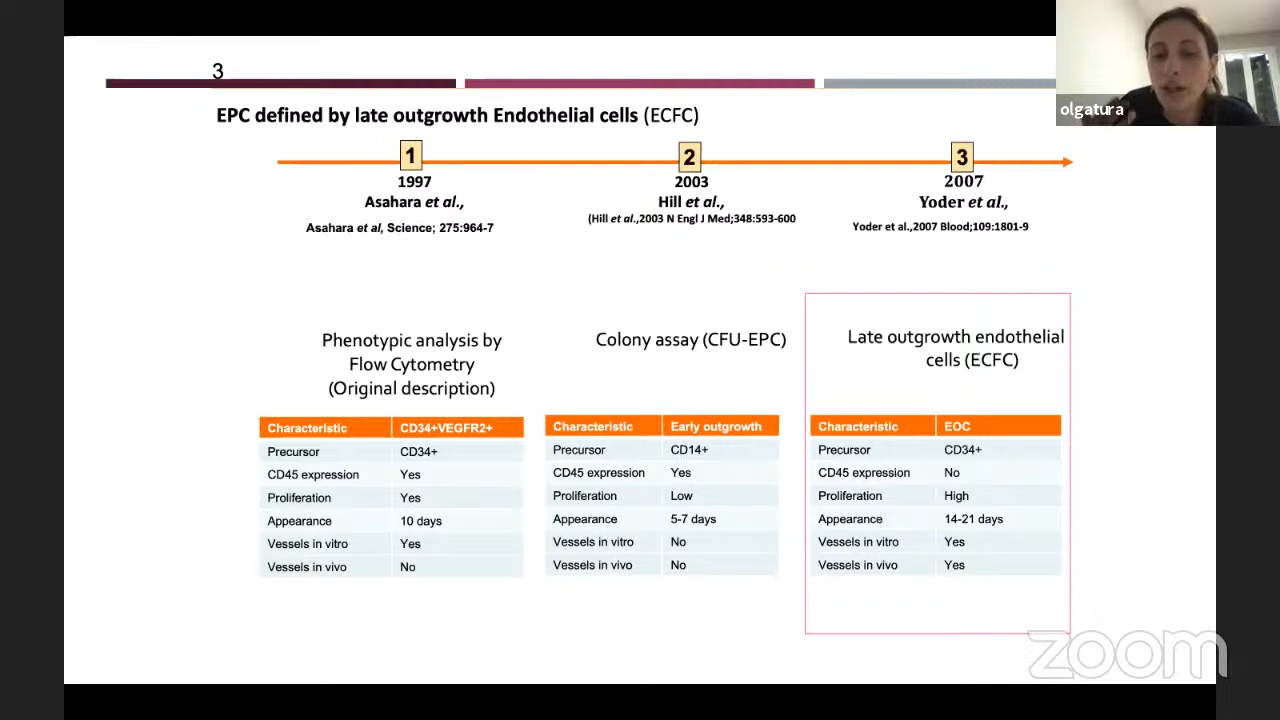 3
olgatura
EPC defined by late outgrowth Endothelial cells (ECFC)
1
1997
Asahara et al.,
Asahara et al, Science; 275:964-7
2
2003
Hill et al.,
(Hill et al.,2003 N Engl J Med;348:593-600
3
2007
Yoder et al.,
Yoder et al.,2007 Blood;109:1801-9
Phenotypic analysis by
Flow Cytometry
(Original description)
Characteristic CD34+VEGFR2+
Precursor CD34+
CD45 expression Yes
Proliferation Yes
Appearance 10 days
Vessels in vitro Yes
Vessels in vivo No
Colony assay (CFU-EPC)
Characteristic Early outgrowth
Precursor CD14+
CD45 expression Yes
Proliferation Low
Appearance 5-7 days
Vessels in vitro No
Vessels in vivo No
Late outgrowth endothelial
cells (ECFC)
Characteristic EOC
Precursor CD34+
CD45 expression No
Proliferation High
Appearance 14-21 days
Vessels in vitro Yes
Vessels in vivo Yes
zoom